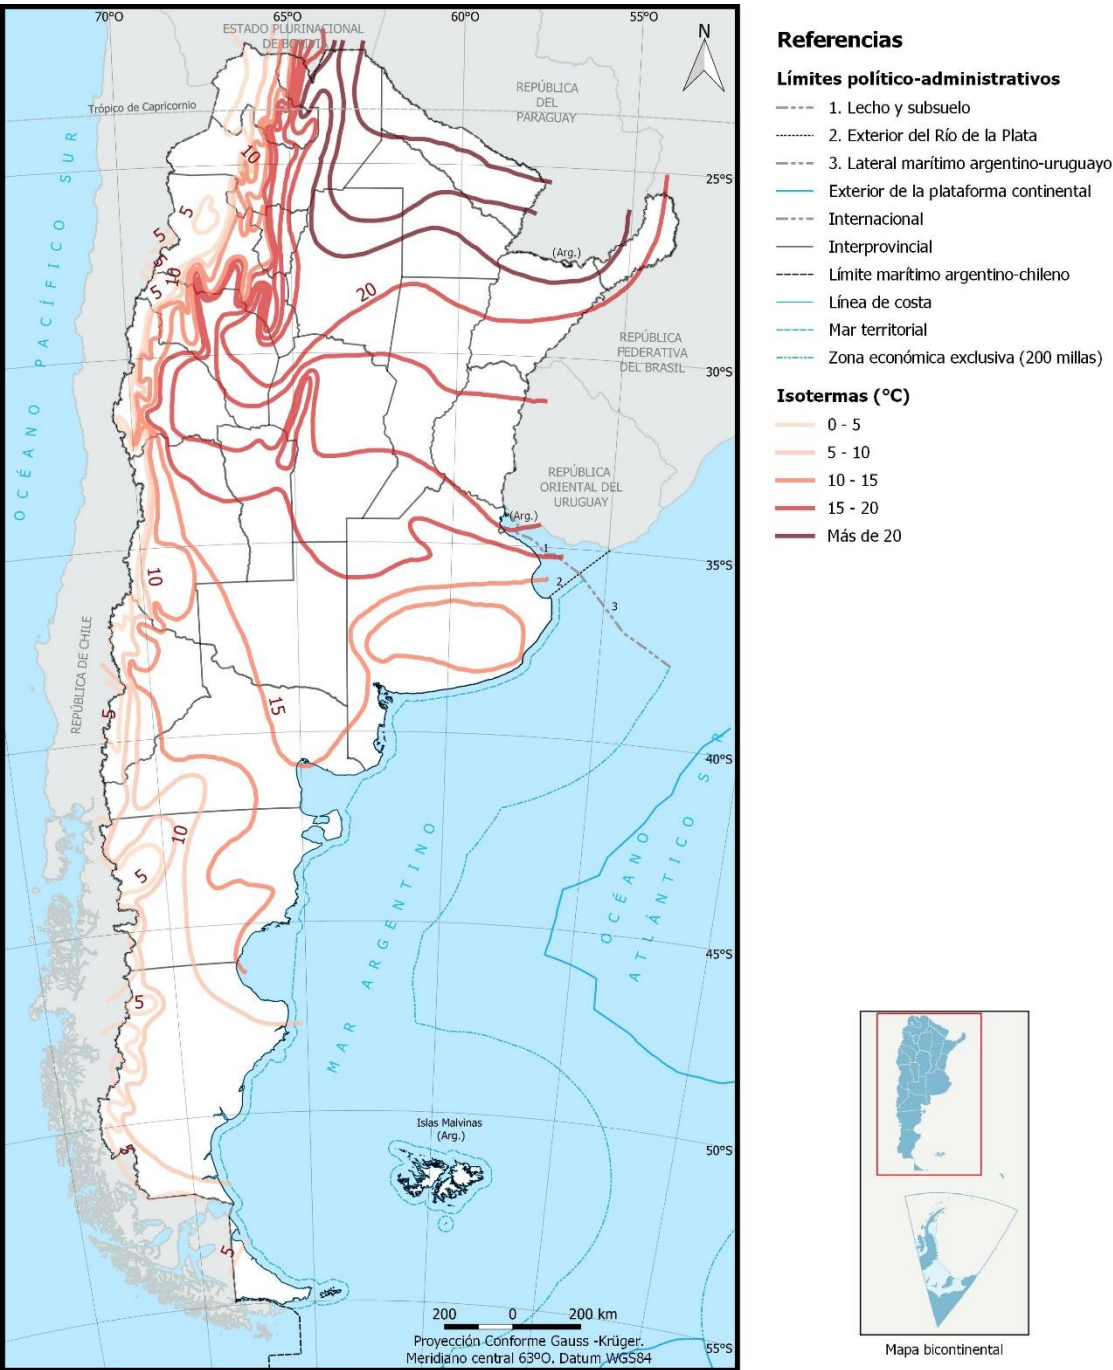 70°O
65°O
60°O
55°O
ESTADO PLURINACIONAL
DE BOLIVIA
N
Trópico de Capricornio
REPÚBLICA
DEL
PARAGUAY
10
25°S
5
5
5
10
5
(Arg.)
20
REPÚBLICA
FEDERATIVA
DEL BRASIL
30°S
OCÉANO PACÍFICO SUR
REPÚBLICA
ORIENTAL DEL
URUGUAY
(Arg.)
1
2
3
35°S
10
REPÚBLICA DE CHILE
5
15
40°S
10
5
MAR ARGENTINO
OCÉANO
ATLÁNTICO SUR
45°S
5
Islas Malvinas
(Arg.)
50°S
5
5
200 0 200 km
Proyección Conforme Gauss -Krüger.
Meridiano central 63ºO. Datum WGS84
55°S
Referencias
Límites político-administrativos
1. Lecho y subsuelo
2. Exterior del Río de la Plata
3. Lateral marítimo argentino-uruguayo
Exterior de la plataforma continental
Internacional
Interprovincial
Límite marítimo argentino-chileno
Línea de costa
Mar territorial
Zona económica exclusiva (200 millas)
Isotermas (°C)
0 - 5
5 - 10
10 - 15
15 - 20
Más de 20
Mapa bicontinental